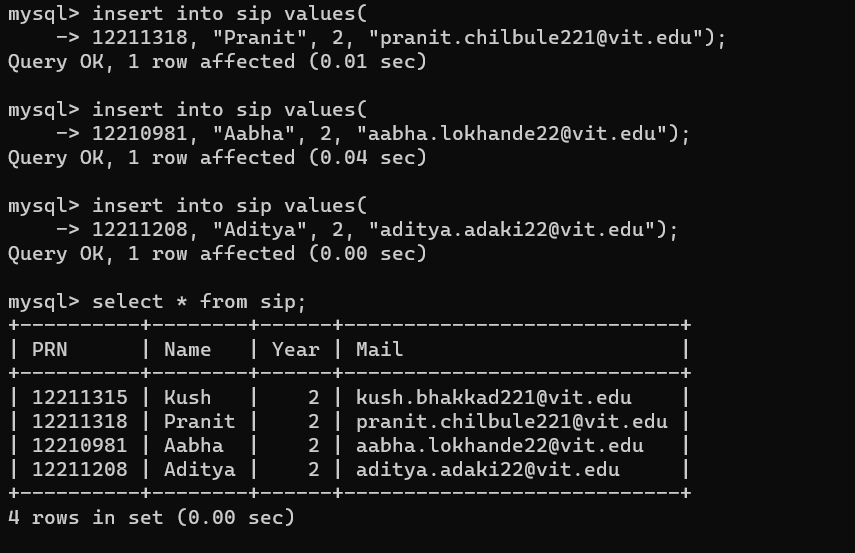 mysql> insert into sip values(
    -> 12211318, "Pranit", 2, "pranit.chilbule221@vit.edu");
Query OK, 1 row affected (0.01 sec)

mysql> insert into sip values(
    -> 12210981, "Aabha", 2, "aabha.lokhande22@vit.edu");
Query OK, 1 row affected (0.04 sec)

mysql> insert into sip values(
    -> 12211208, "Aditya", 2, "aditya.adaki22@vit.edu");
Query OK, 1 row affected (0.00 sec)

mysql> select * from sip;
+----------+--------+------+----------------------------+
| PRN      | Name   | Year | Mail                       |
+----------+--------+------+----------------------------+
| 12211315 | Kush   |    2 | kush.bhakkad221@vit.edu    |
| 12211318 | Pranit |    2 | pranit.chilbule221@vit.edu |
| 12210981 | Aabha  |    2 | aabha.lokhande22@vit.edu   |
| 12211208 | Aditya |    2 | aditya.adaki22@vit.edu     |
+----------+--------+------+----------------------------+
4 rows in set (0.00 sec)